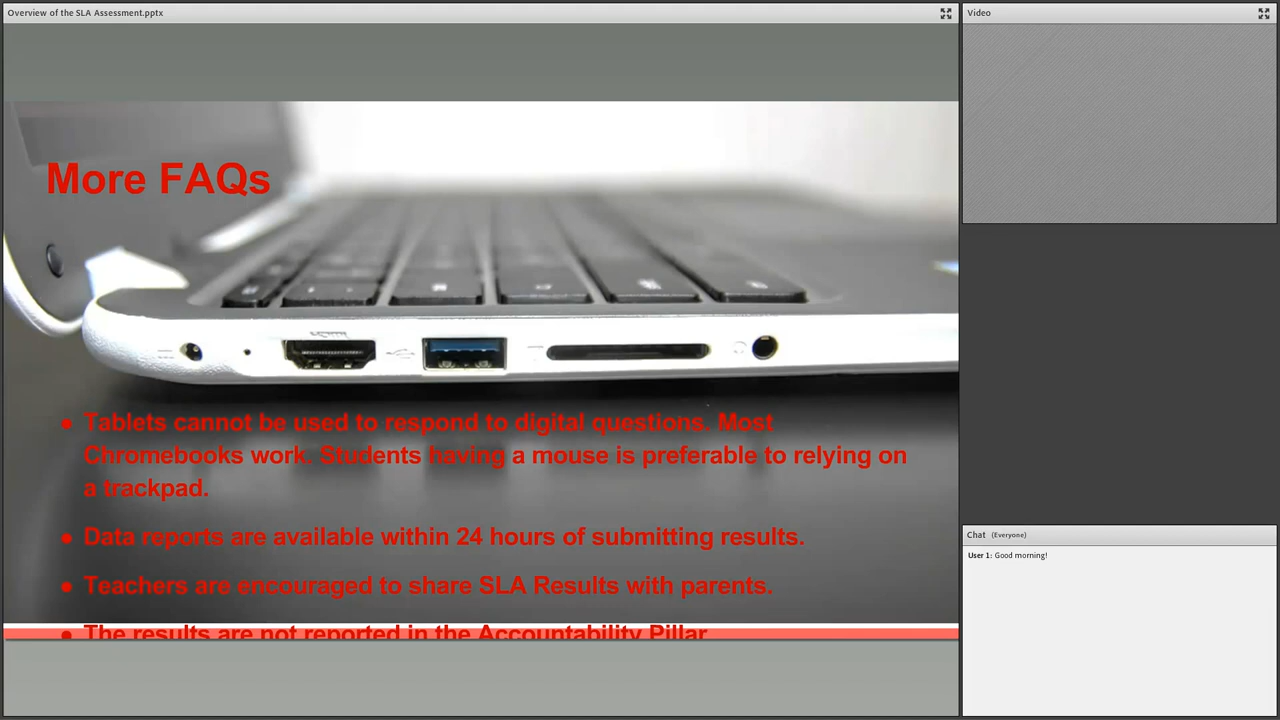 Overview of the SLA Assessment.pptx
Video
More FAQs
• Tablets cannot be used to respond to digital questions. Most
Chromebooks work. Students having a mouse is preferable to relying on
a trackpad.
• Data reports are available within 24 hours of submitting results.
• Teachers are encouraged to share SLA Results with parents.
• The results are not reported in the Accountability Pillar
Chat (Everyone)
User 1: Good morning!